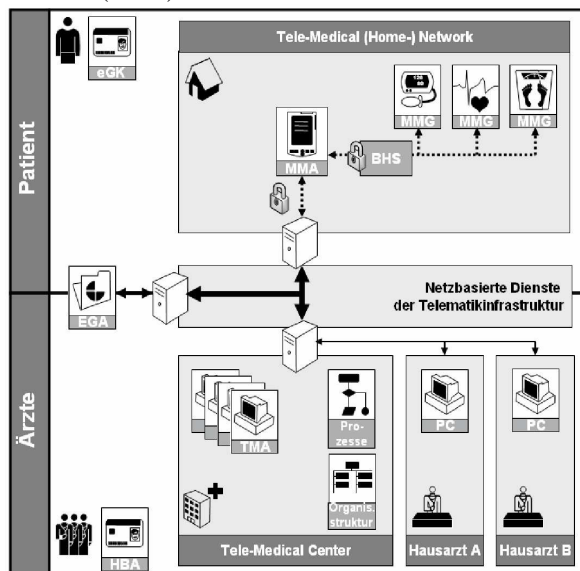 Tele-Medical (Home-) Network
eGK
Patient
MMG
MMG
MMG
MMA
BHS
Netzbasierte Dienste
der Telematikinfrastruktur
EGA
Ärzte
TMA
Pro-
zesse
PC
PC
Organis.
struktur
HBA
Tele-Medical Center
Hausarzt A
Hausarzt B